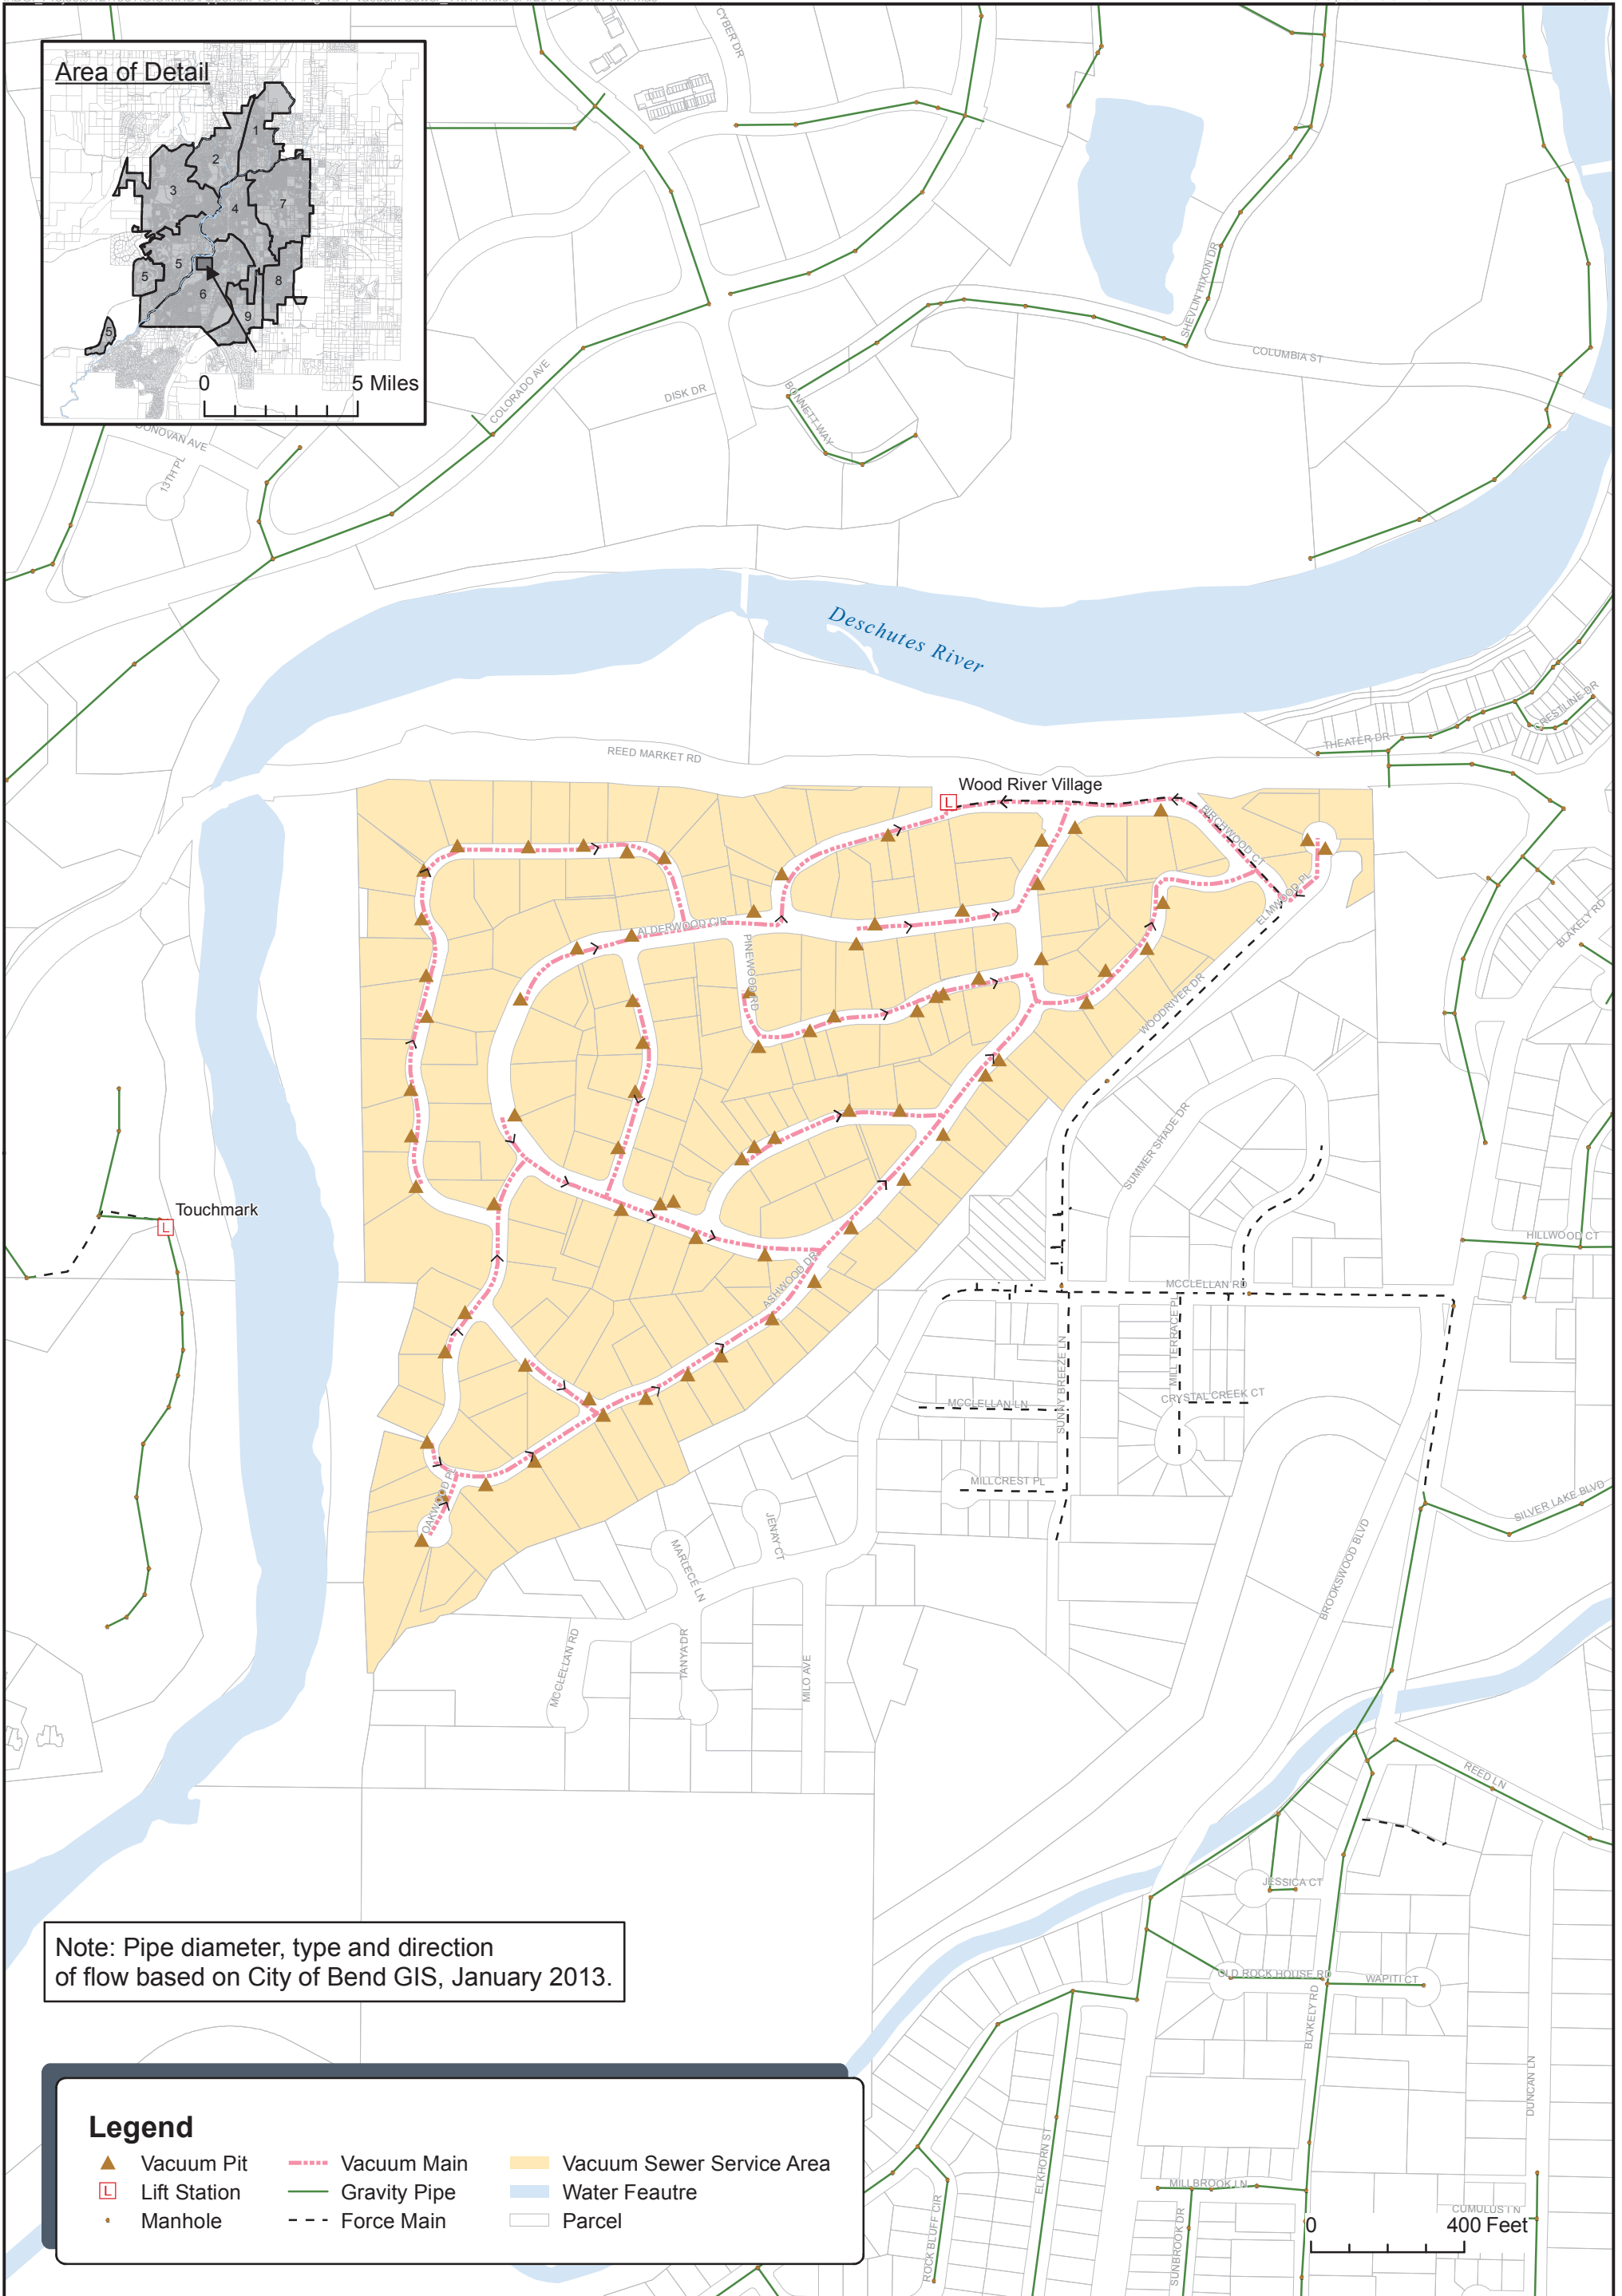 Area of Detail
1
2
3
4
7
5
5
6
8
9
5
0
5 Miles
CYBER DR
SHEVLIN HIXON DR
COLUMBIA ST
COLORADO AVE
DISK DR
BONNETT WAY
DONOVAN AVE
13TH PL
Deschutes River
CRESTLINE DR
THEATER DR
REED MARKET RD
Wood River Village
L
BIRCHWOOD CT
ELMWOOD PL
BLAKELY RD
ALDERWOOD CIR
PINEWOOD RD
WOODRIVER DR
SUMMER SHADE DR
Touchmark
L
HILLWOOD CT
ASHWOOD DR
MCCLELLAN RD
SUNNY BREEZE LN
MILL TERRACE PL
MCCLELLAN LN
CRYSTAL CREEK CT
MILLCREST PL
OAKWOOD PL
SILVER LAKE BLVD
JENAY CT
MARLECE LN
BROOKSWOOD BLVD
MCCLELLAN RD
TANYA DR
MILO AVE
REED LN
JESSICA CT
Note: Pipe diameter, type and direction
of flow based on City of Bend GIS, January 2013.
OLD ROCK HOUSE RD
WAPITI CT
BLAKELY RD
DUNCAN LN
ELKHORN ST
MILLBROOK LN
SUNBROOK DR
ROCK BLUFF CIR
CUMULUS LN
0
400 Feet
Legend
Vacuum Pit
Vacuum Main
Vacuum Sewer Service Area
L
Lift Station
Gravity Pipe
Water Feautre
Manhole
Force Main
Parcel